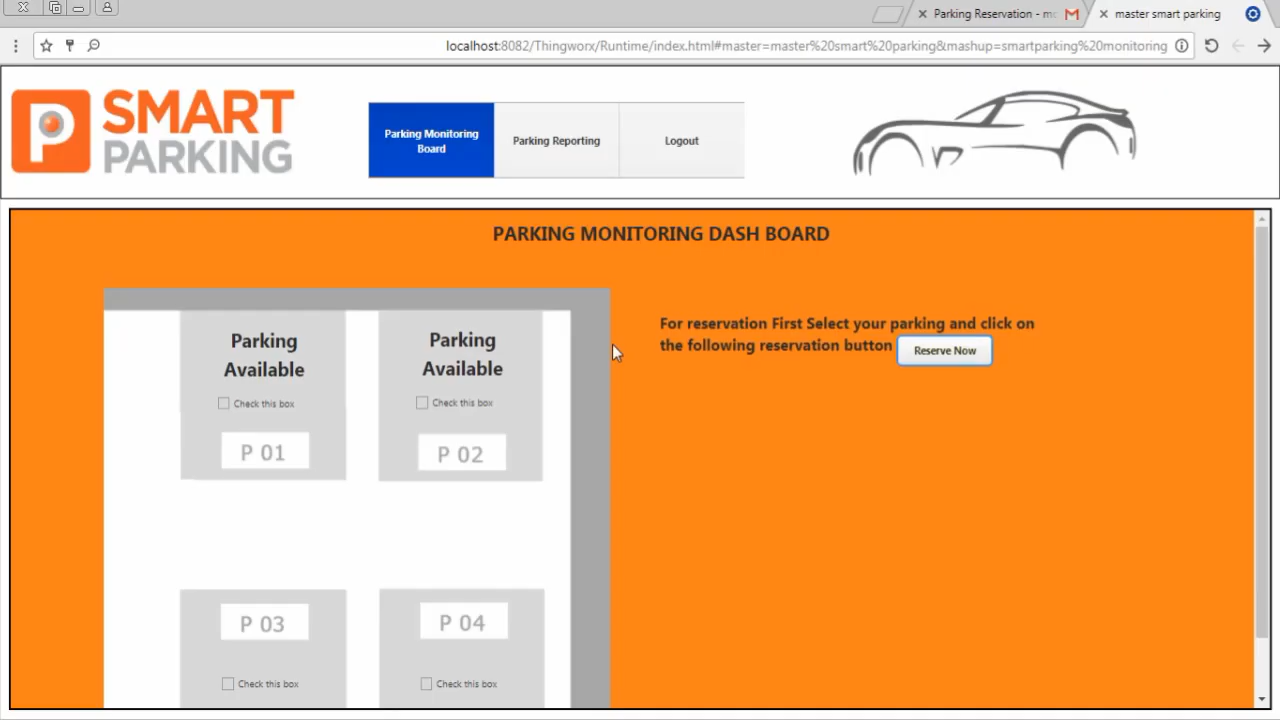 Parking Reservation - mo
master smart parking
localhost:8082/Thingworx/Runtime/index.html#master=master%20smart%20parking&mashup=smartparking%20monitoring
P
SMART
PARKING
Parking Monitoring
Board
Parking Reporting
Logout
PARKING MONITORING DASH BOARD
Parking
Available
Check this box
P 01
Parking
Available
Check this box
P 02
For reservation First Select your parking and click on
the following reservation button Reserve Now
P 03
Check this box
P 04
Check this box